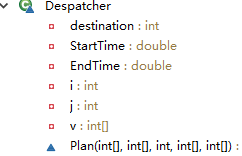 Despatcher
destination : int
StartTime : double
EndTime : double
i : int
j : int
v : int[]
Plan(int[], int[], int, int[], int[]) :